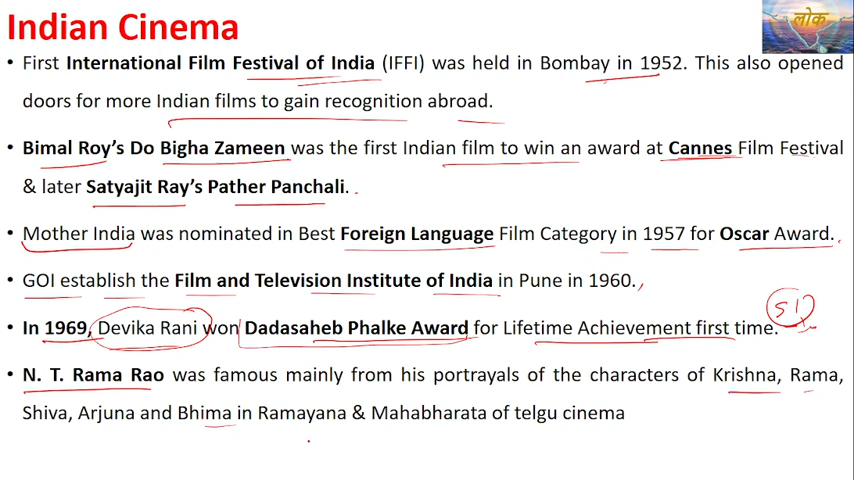 Indian Cinema
लोक
• First International Film Festival of India (IFFI) was held in Bombay in 1952. This also opened
doors for more Indian films to gain recognition abroad.
• Bimal Roy's Do Bigha Zameen was the first Indian film to win an award at Cannes Film Festival
& later Satyajit Ray's Pather Panchali.
• Mother India was nominated in Best Foreign Language Film Category in 1957 for Oscar Award.
• GOI establish the Film and Television Institute of India in Pune in 1960.
• In 1969, Devika Rani won Dadasaheb Phalke Award for Lifetime Achievement first time.
51
• N. T. Rama Rao was famous mainly from his portrayals of the characters of Krishna, Rama,
Shiva, Arjuna and Bhima in Ramayana & Mahabharata of telgu cinema